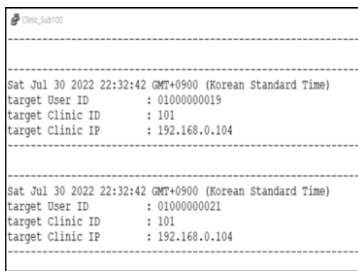 Clinic_Sub100
--------------------------------------------------
--------------------------------------------------
Sat Jul 30 2022 22:32:42 GMT+0900 (Korean Standard Time)
target User ID : 01000000019
target Clinic ID : 101
target Clinic IP : 192.168.0.104
--------------------------------------------------
--------------------------------------------------
Sat Jul 30 2022 22:32:42 GMT+0900 (Korean Standard Time)
target User ID : 01000000021
target Clinic ID : 101
target Clinic IP : 192.168.0.104
--------------------------------------------------